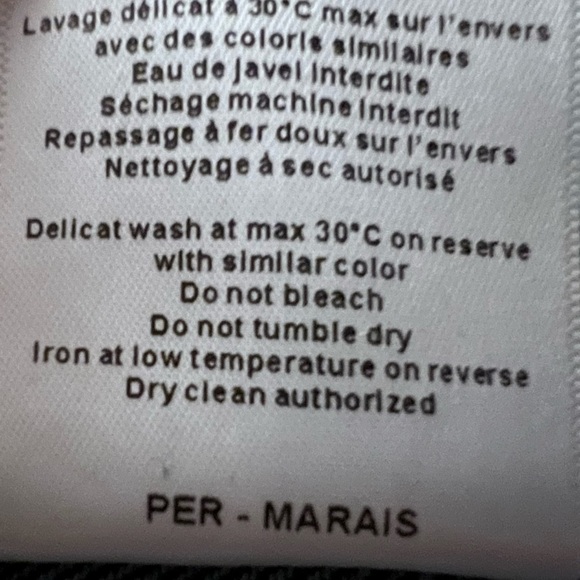 Lavage délicat à 30°C max sur l'envers
avec des coloris similaires
Eau de javel interdite
Séchage machine interdit
Repassage à fer doux sur l'envers
Nettoyage à sec autorisé
Delicat wash at max 30°C on reserve
with similar color
Do not bleach
Do not tumble dry
Iron at low temperature on reverse
Dry clean authorized
PER - MARAIS